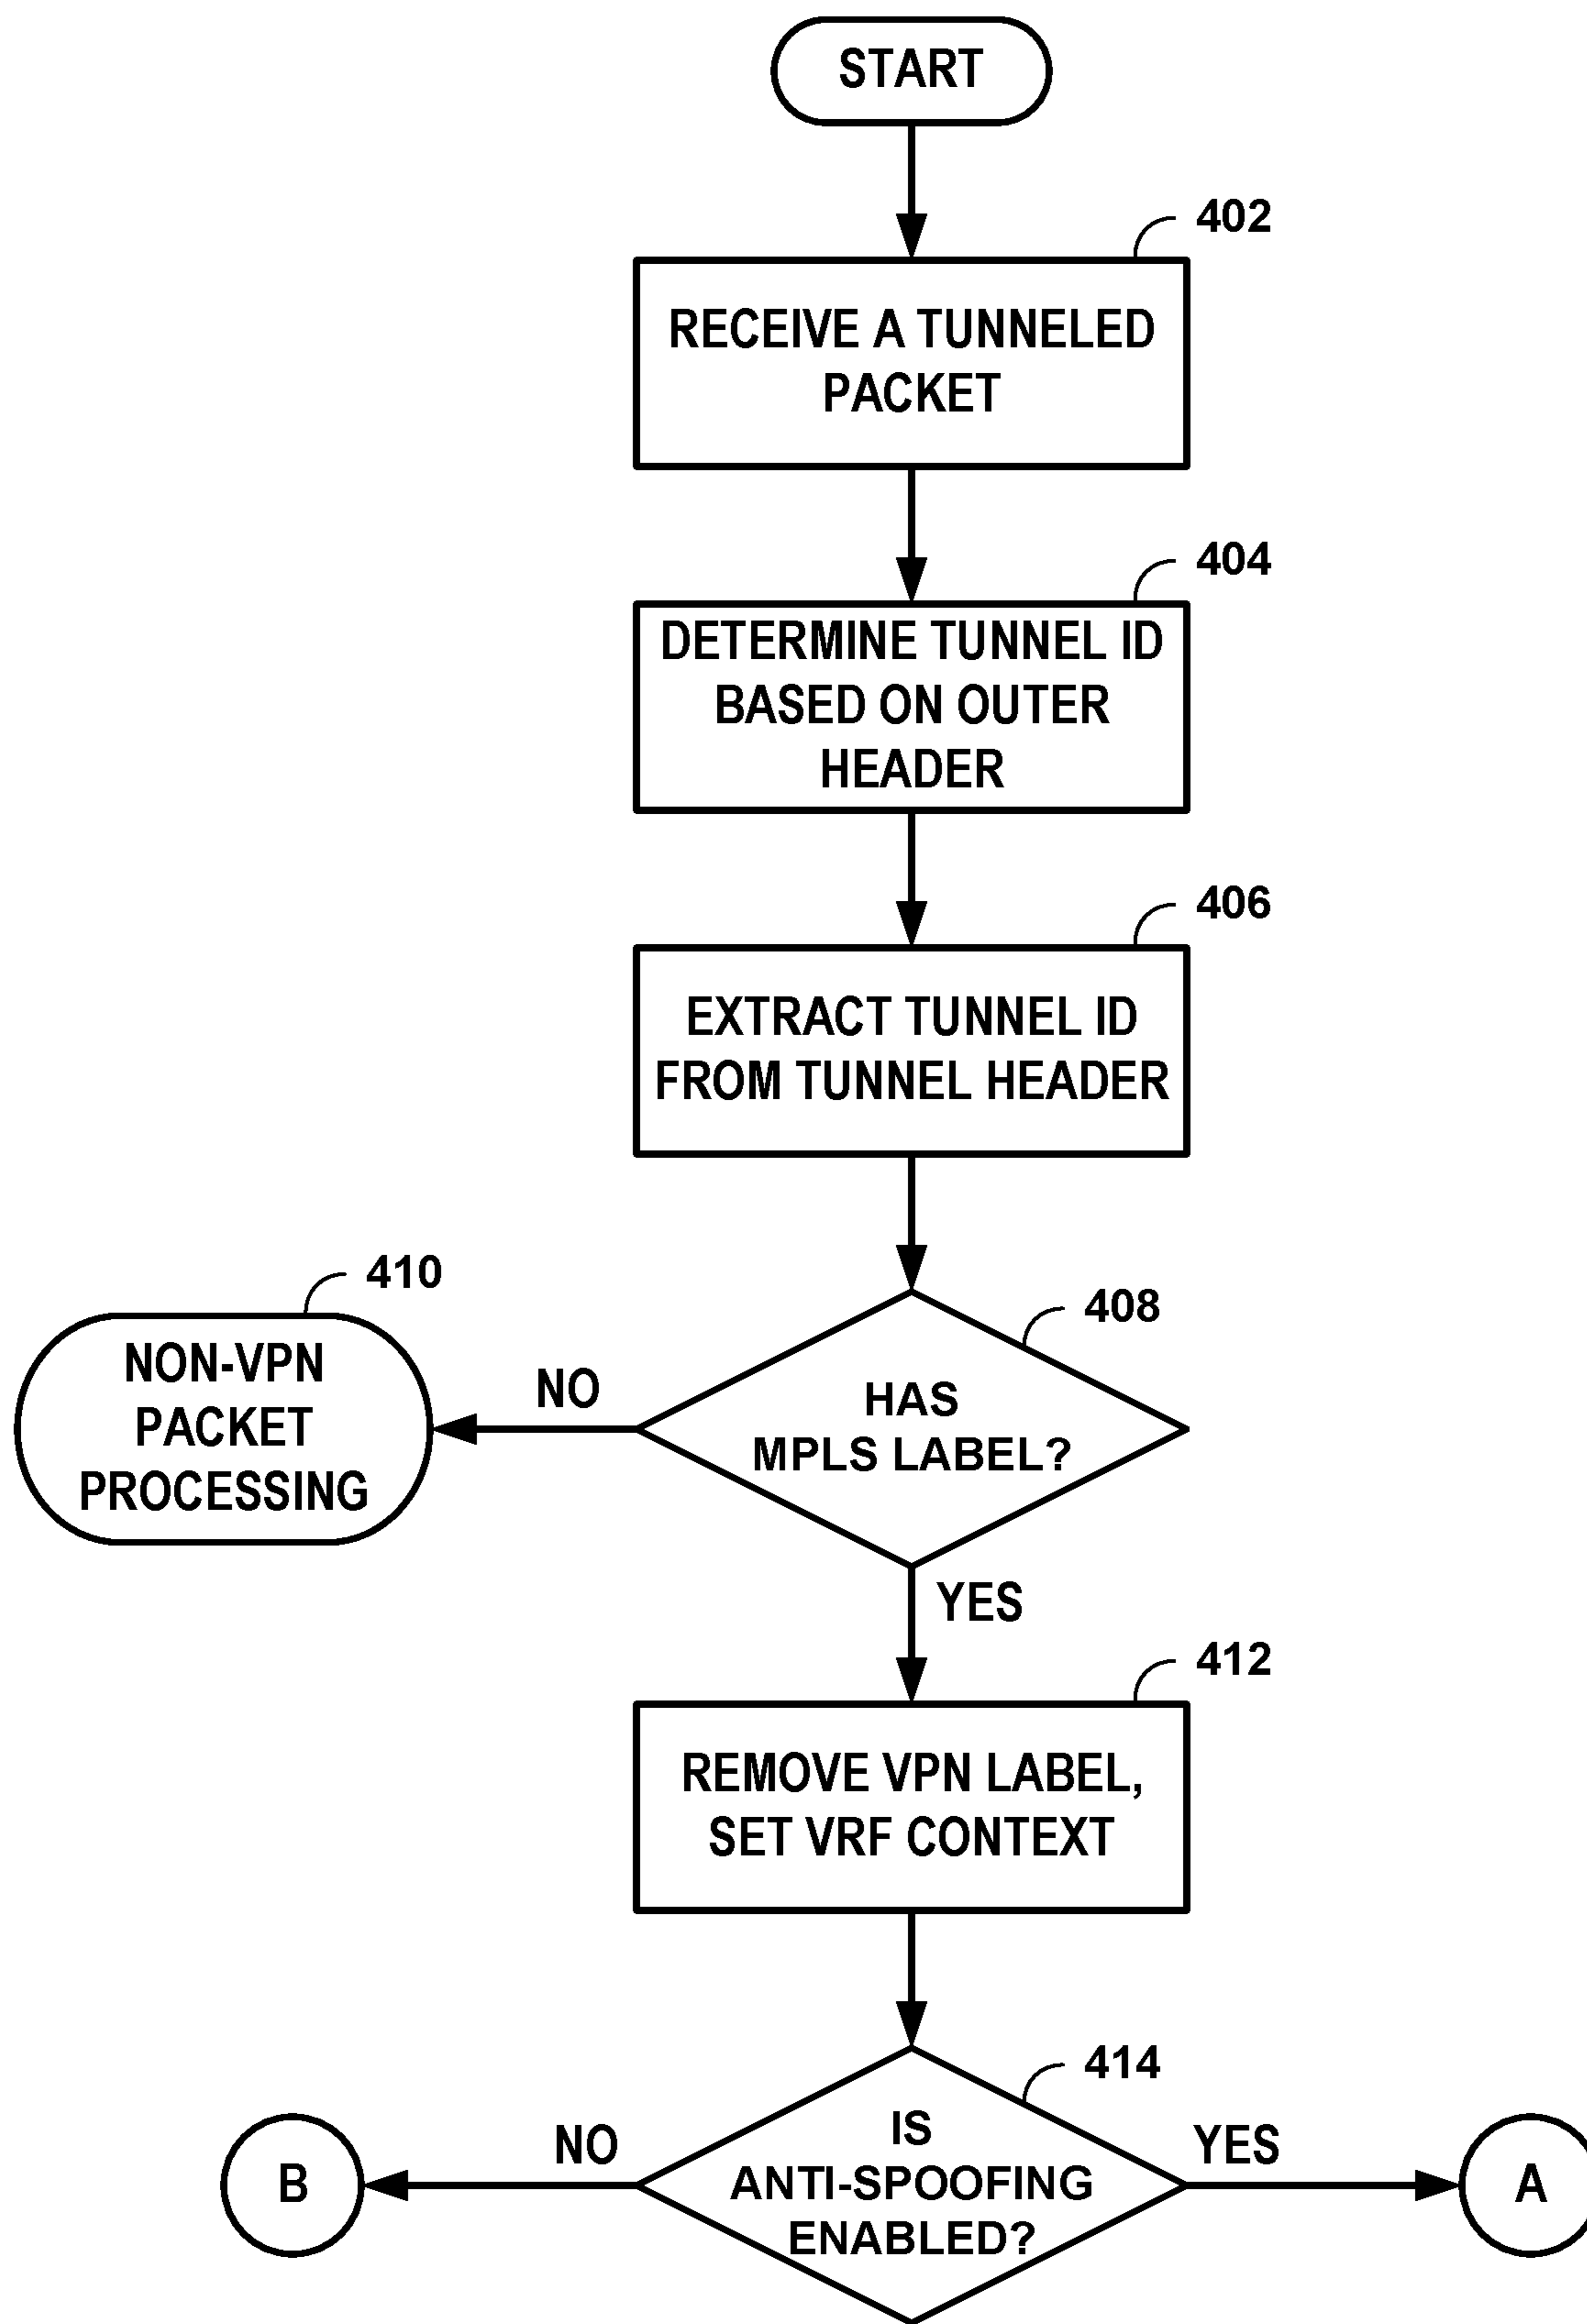 START
402
RECEIVE A TUNNELED
PACKET
404
DETERMINE TUNNEL ID
BASED ON OUTER
HEADER
406
EXTRACT TUNNEL ID
FROM TUNNEL HEADER
410
NON-VPN
PACKET
PROCESSING
NO
408
HAS
MPLS LABEL?
YES
412
REMOVE VPN LABEL,
SET VRF CONTEXT
414
IS
ANTI-SPOOFING
ENABLED?
NO
B
YES
A